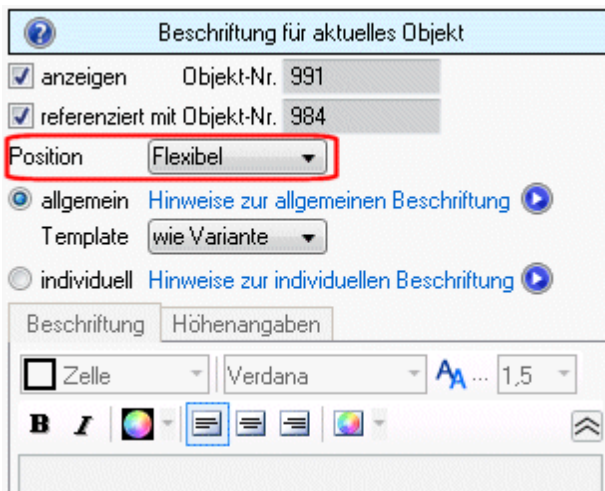 Beschriftung für aktuelles Objekt
anzeigen Objekt-Nr. 991
referenziert mit Objekt-Nr. 984
Position Flexibel
allgemein Hinweise zur allgemeinen Beschriftung
Template wie Variante
individuell Hinweise zur individuellen Beschriftung
Beschriftung Höhenangaben
Zelle Verdana AA ... 1,5
B I